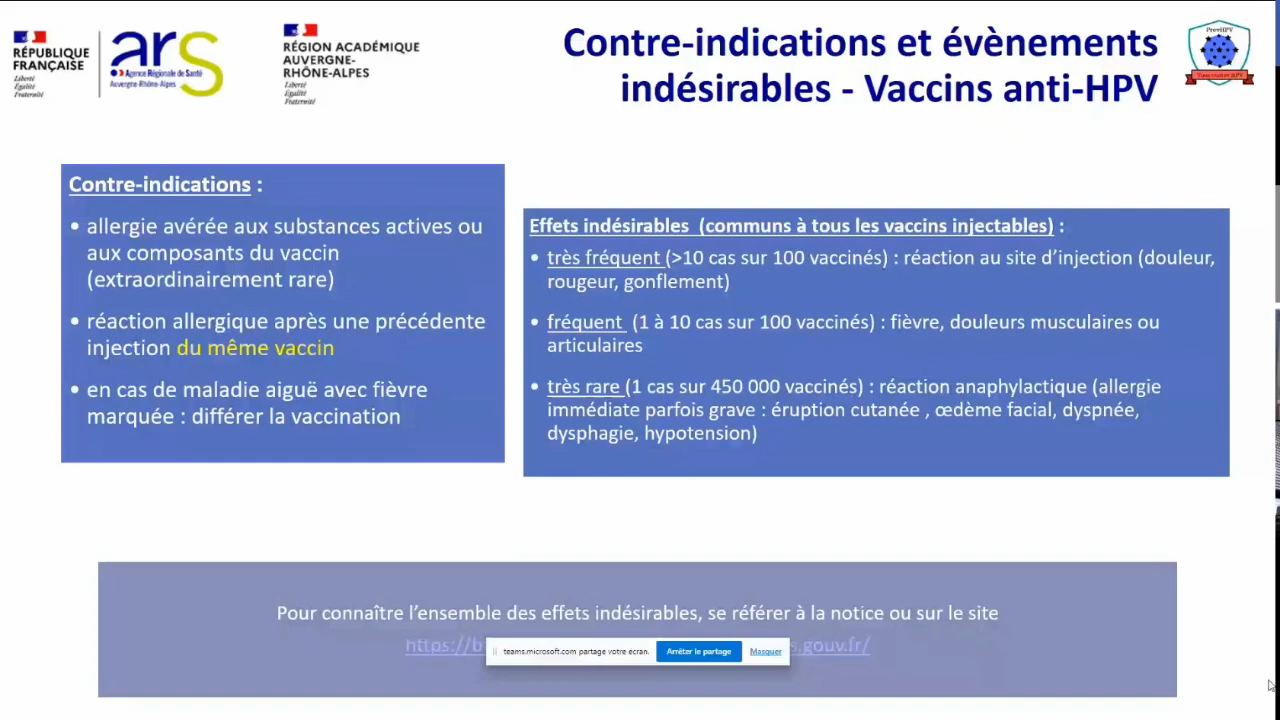 RÉPUBLIQUE
FRANÇAISE
Liberté
Égalité
Fraternité
ars
Agence Régionale de Santé
Auvergne-Rhône-Alpes
RÉGION ACADÉMIQUE
AUVERGNE-
RHÔNE-ALPES
Liberté
Égalité
Fraternité
Contre-indications et évènements
indésirables - Vaccins anti-HPV
PrevHPV
Contre-indications :
• allergie avérée aux substances actives ou
aux composants du vaccin
(extraordinairement rare)
• réaction allergique après une précédente
injection du même vaccin
• en cas de maladie aiguë avec fièvre
marquée : différer la vaccination
Effets indésirables (communs à tous les vaccins injectables) :
• très fréquent (>10 cas sur 100 vaccinés) : réaction au site d'injection (douleur,
rougeur, gonflement)
• fréquent (1 à 10 cas sur 100 vaccinés) : fièvre, douleurs musculaires ou
articulaires
• très rare (1 cas sur 450 000 vaccinés) : réaction anaphylactique (allergie
immédiate parfois grave : éruption cutanée , œdème facial, dyspnée,
dysphagie, hypotension)
Pour connaître l'ensemble des effets indésirables, se référer à la notice ou sur le site
https://b s.gouv.fr/
teams.microsoft.com partage votre écran.
Arrêter le partage
Masquer